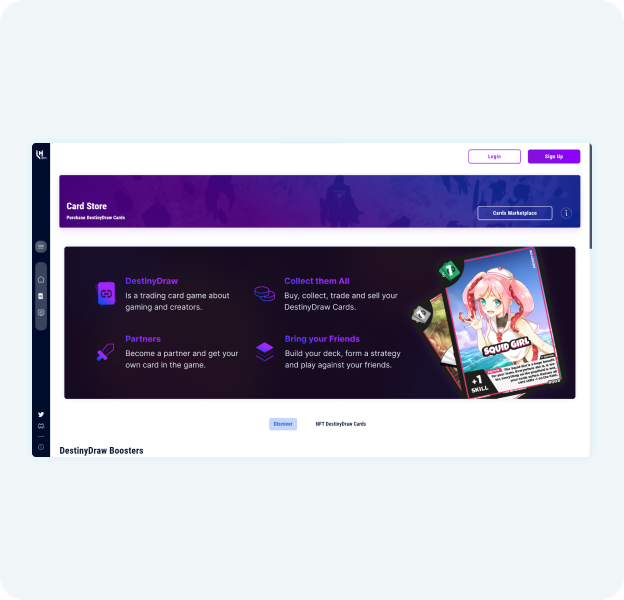 Login
Sign Up
Card Store
Purchase DestinyDraw Cards
Cards Marketplace
DestinyDraw
Is a trading card game about
gaming and creators.
Collect them All
Buy, collect, trade and sell your
DestinyDraw Cards.
Partners
Become a partner and get your
own card in the game.
Bring your Friends
Build your deck, form a strategy
and play against your friends.
SQUID GIRL
+1
SKILL
Discover
NFT DestinyDraw Cards
DestinyDraw Boosters